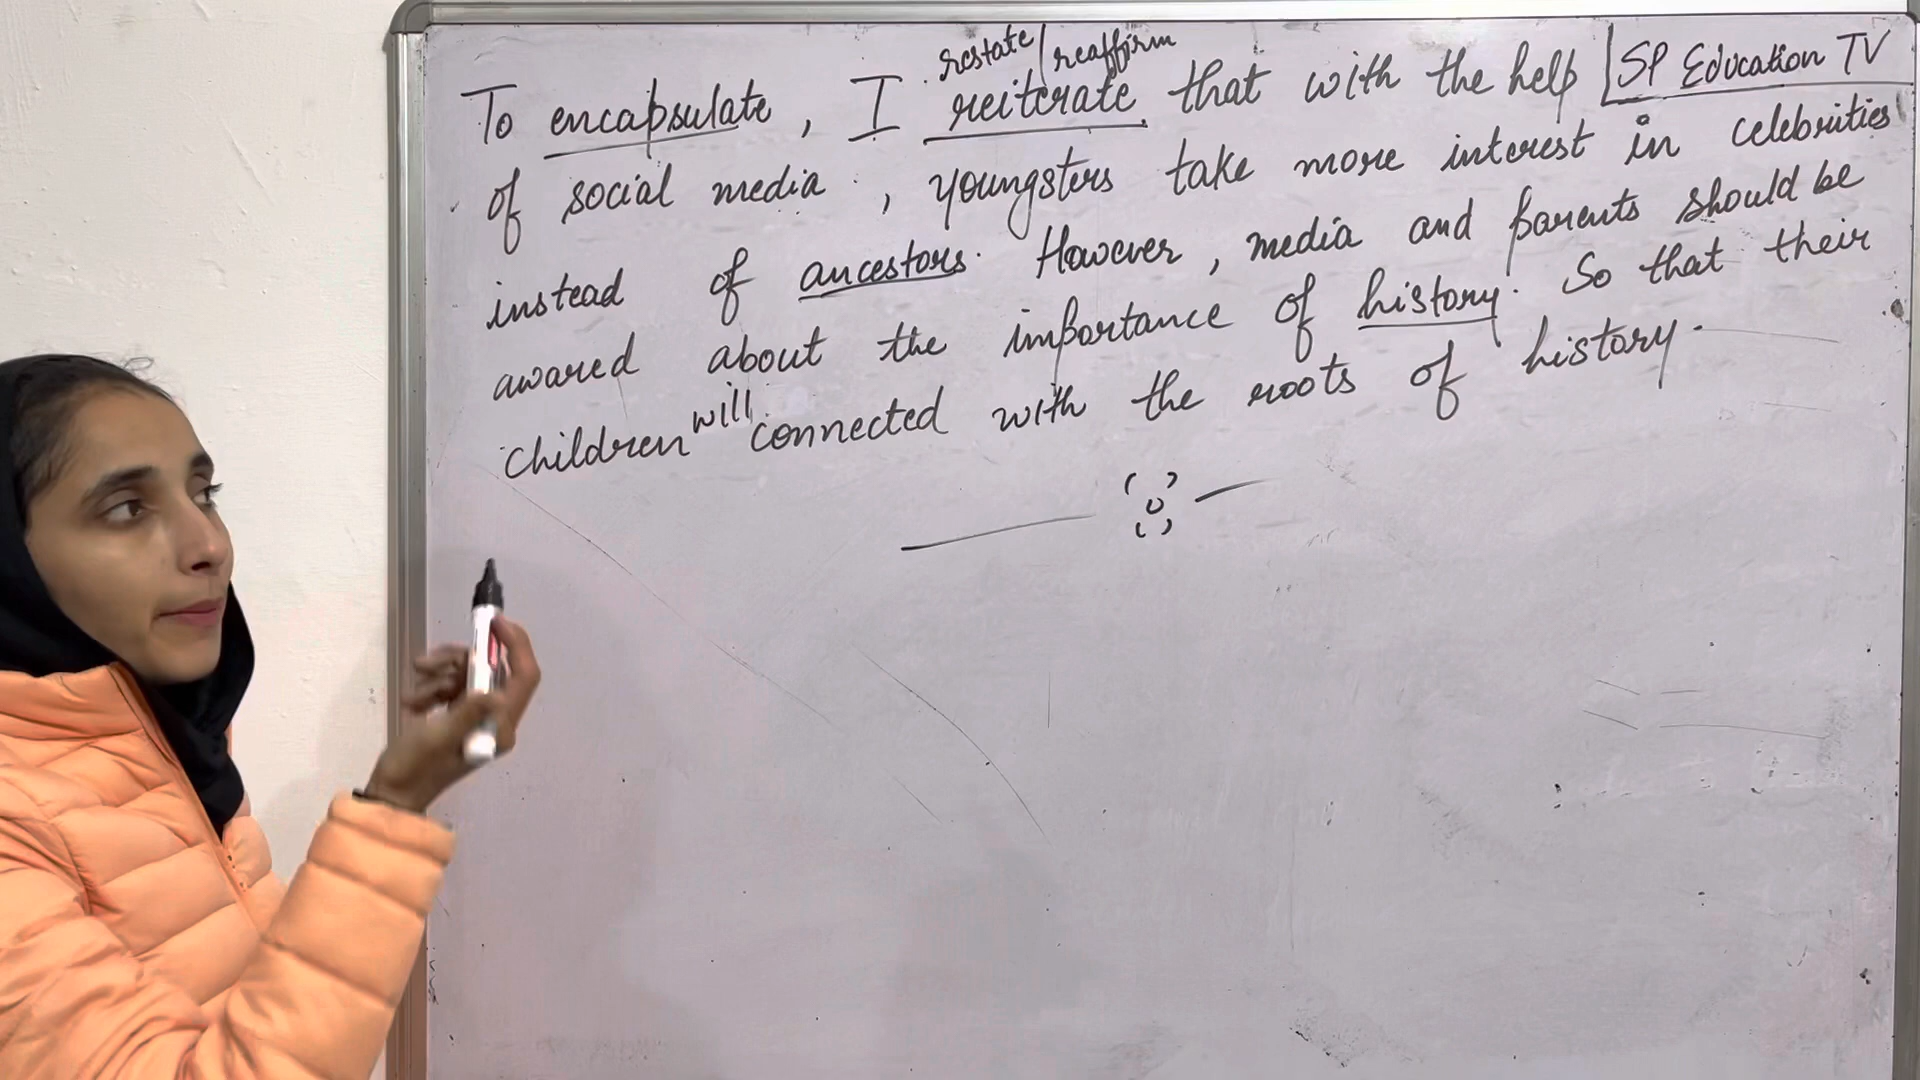 restate/reaffirm
To encapsulate, I reiterate that with the help
SP Education TV
of social media, youngsters take more interest in celebrities
instead of ancestors. However, media and parents should be
awared about the importance of history. So that their
children will connected with the roots of history.